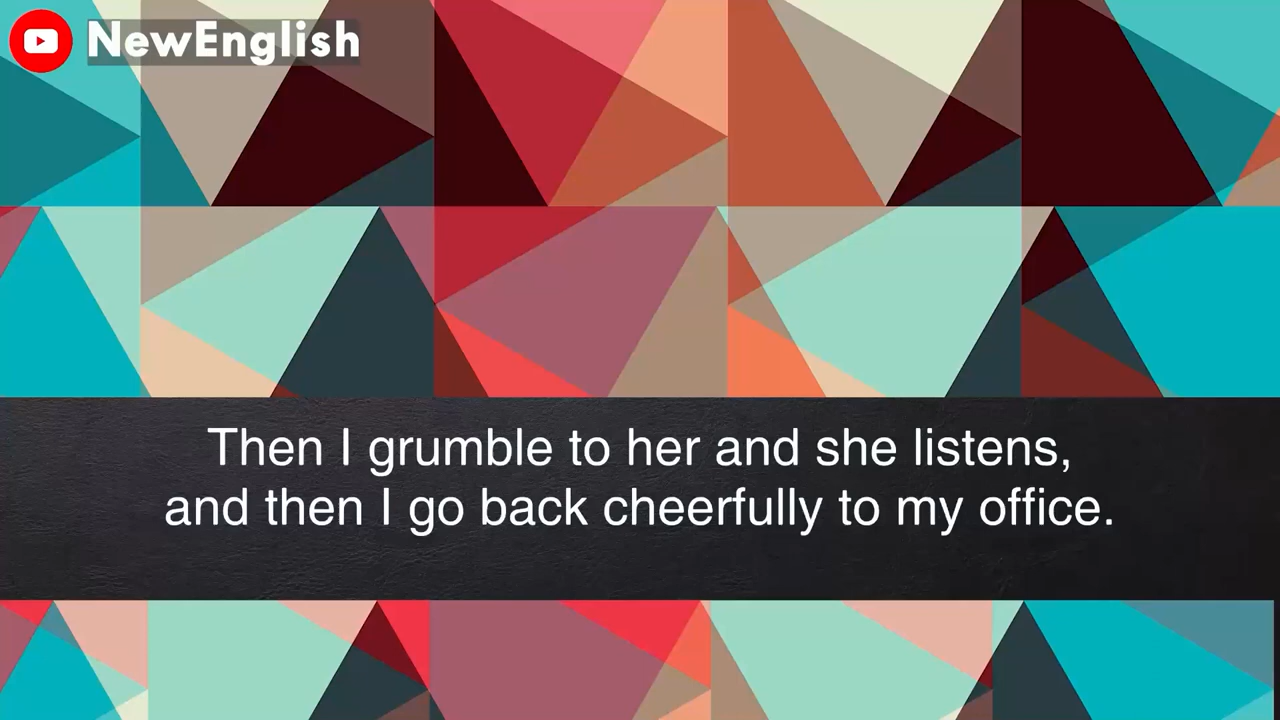 NewEnglish
Then I grumble to her and she listens,
and then I go back cheerfully to my office.